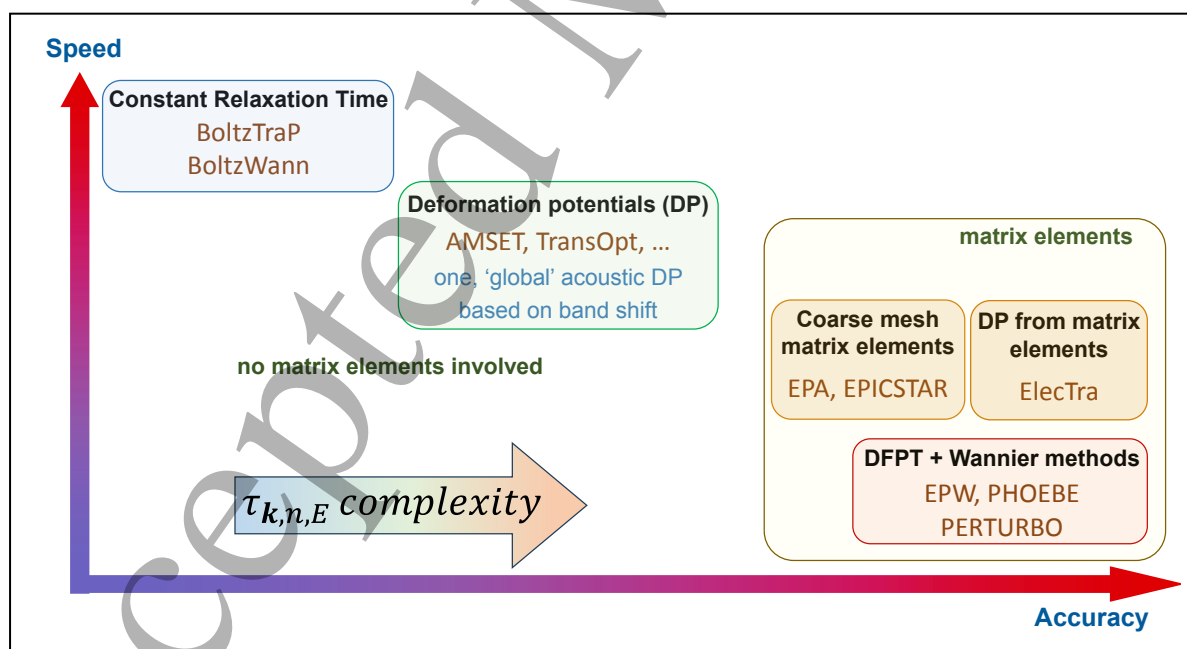 Speed
Constant Relaxation Time
BoltzTraP
BoltzWann
Deformation potentials (DP)
AMSET, TransOpt, ...
one, ‘global’ acoustic DP
based on band shift
no matrix elements involved
matrix elements
Coarse mesh
matrix elements
EPA, EPICSTAR
DP from matrix
elements
ElecTra
DFPT + Wannier methods
EPW, PHOEBE
PERTURBO
τk,n,E complexity
Accuracy
cepted M